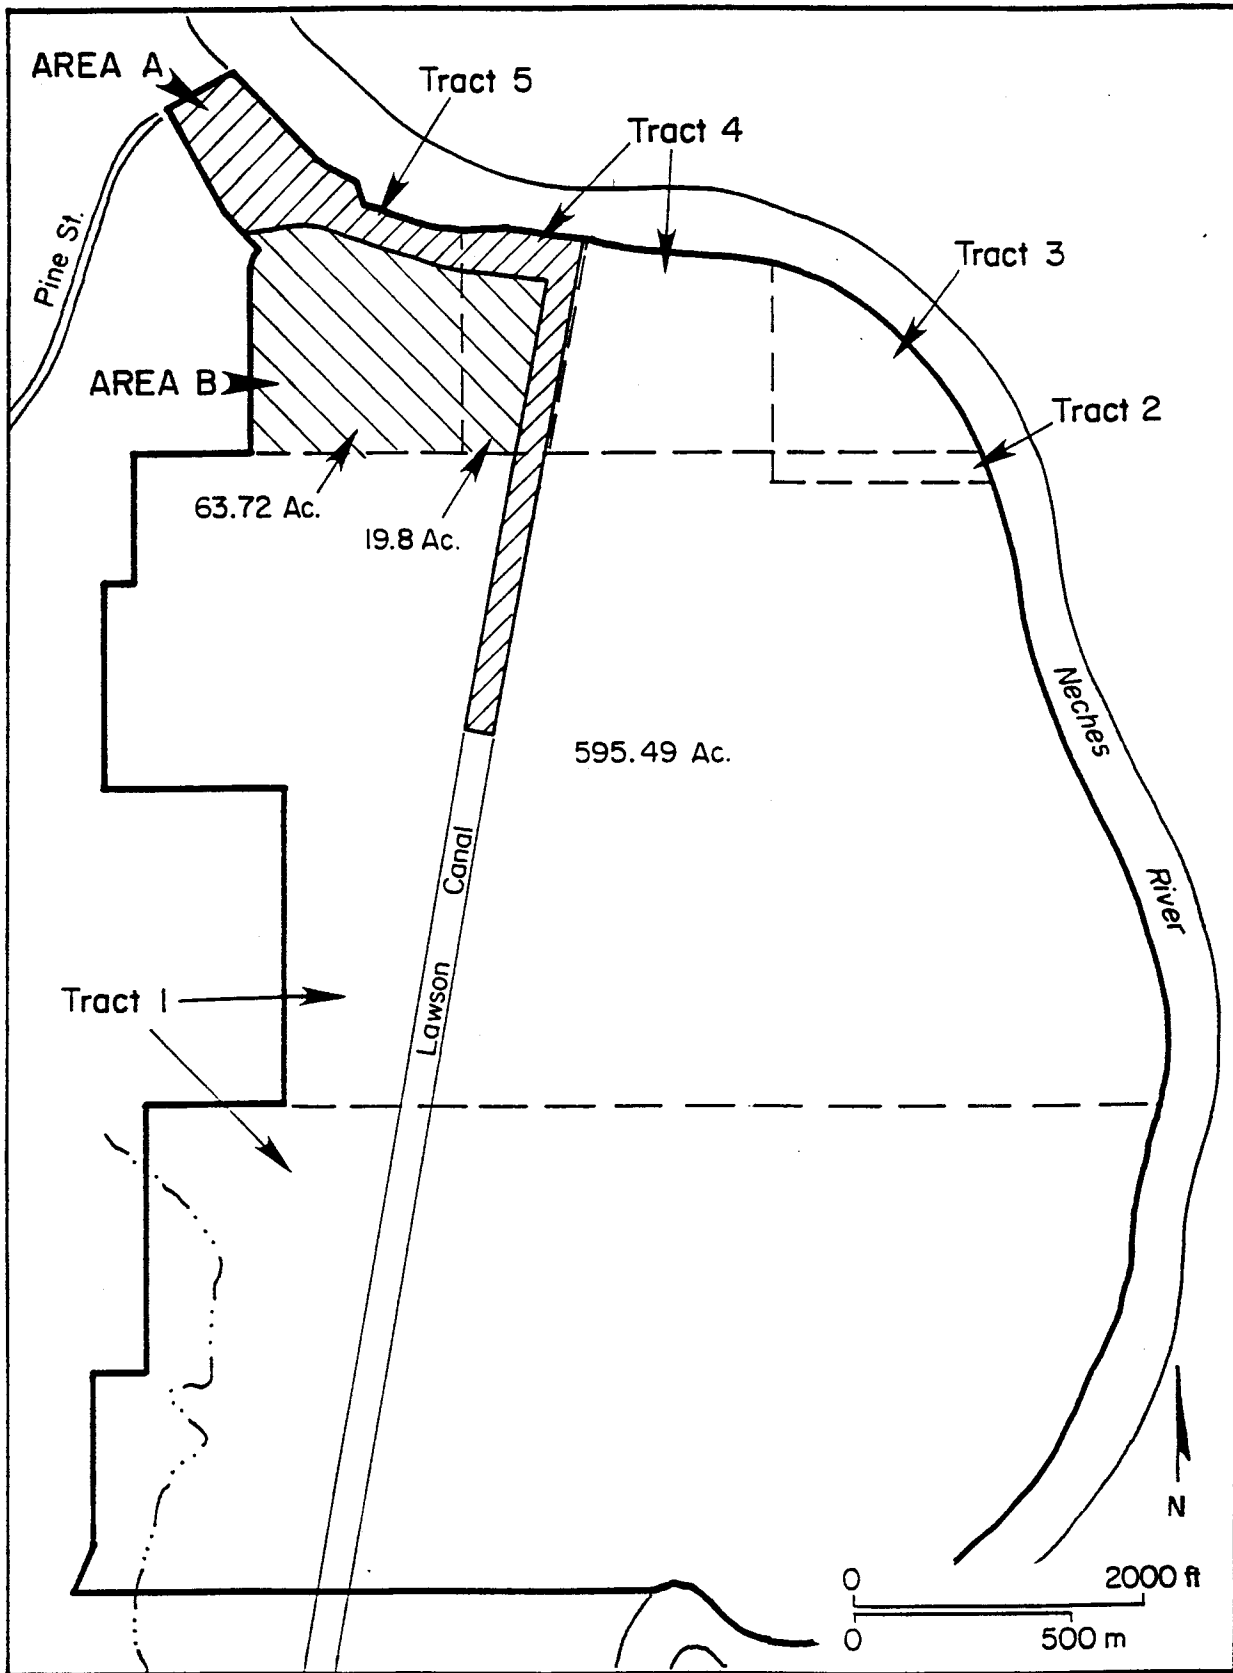 AREA A
Tract 5
Tract 4
Pine St.
Tract 3
AREA B
Tract 2
63.72 Ac.
19.8 Ac.
Neches
595.49 Ac.
Canal
River
Lawson
Tract 1
N
0 2000 ft
0 500 m